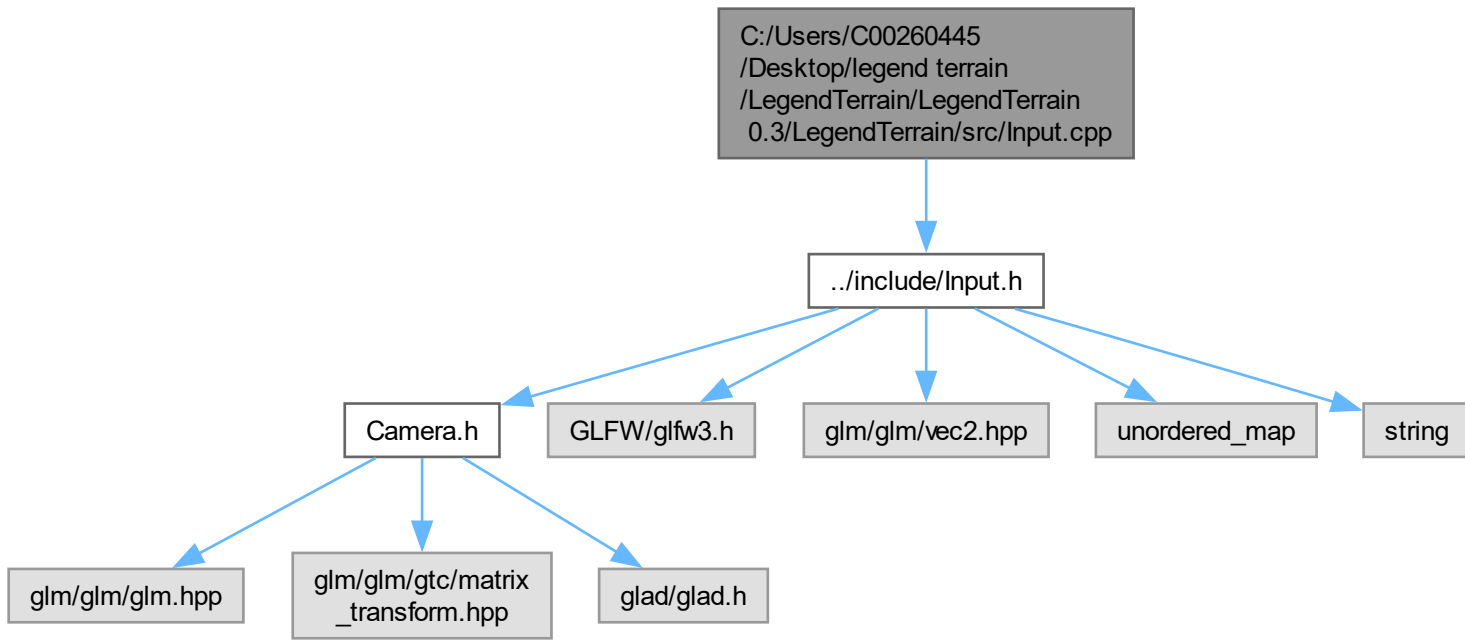 C:/Users/C00260445
/Desktop/legend terrain
/LegendTerrain/LegendTerrain
0.3/LegendTerrain/src/Input.cpp
../include/Input.h
Camera.h
GLFW/glfw3.h
glm/glm/vec2.hpp
unordered_map
string
glm/glm/glm.hpp
glm/glm/gtc/matrix
_transform.hpp
glad/glad.h